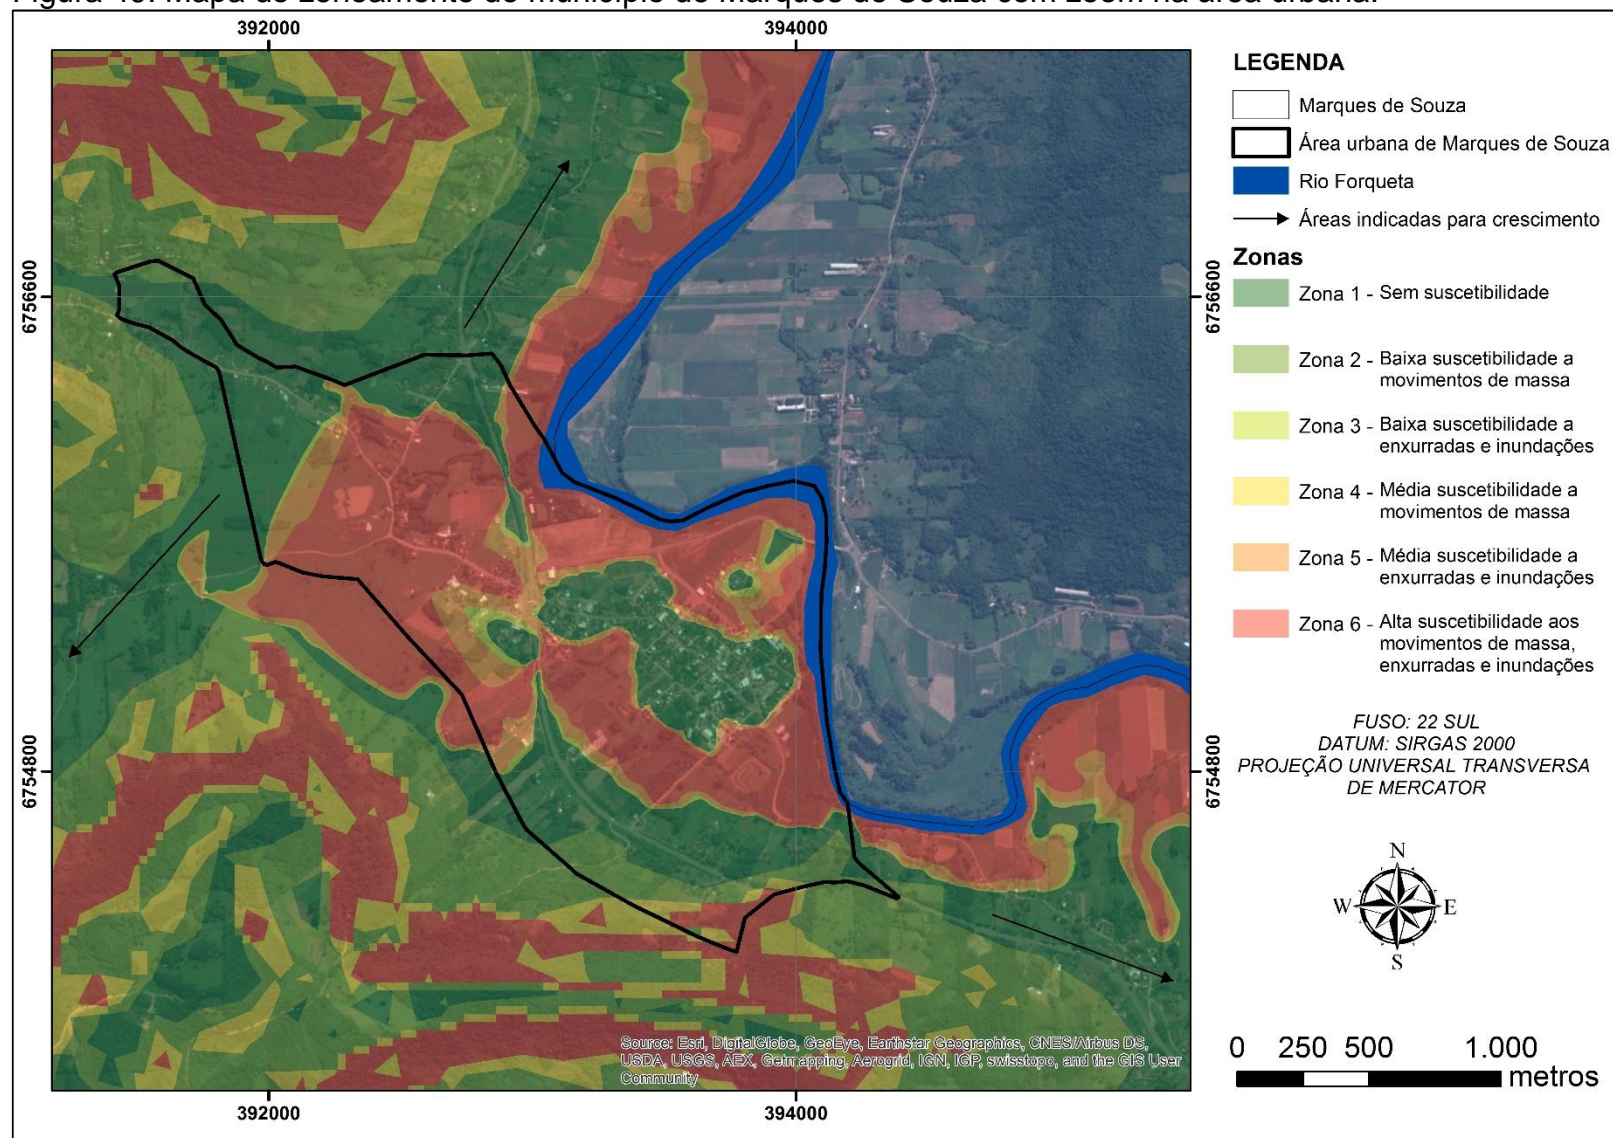 Figura 40. Mapa de zoneamento do município de Marques de Souza com zoom na área urbana.
392000
394000
6756600
6754800
6756600
6754800
392000
394000
Source: Esri, DigitalGlobe, GeoEye, Earthstar Geographics, CNES/Airbus DS,
USDA, USGS, AEX, Getmapping, Aerogrid, IGN, IGP, swisstopo, and the GIS User
Community
LEGENDA
Marques de Souza
Área urbana de Marques de Souza
Rio Forqueta
Áreas indicadas para crescimento
Zonas
Zona 1 - Sem suscetibilidade
Zona 2 - Baixa suscetibilidade a
movimentos de massa
Zona 3 - Baixa suscetibilidade a
enxurradas e inundações
Zona 4 - Média suscetibilidade a
movimentos de massa
Zona 5 - Média suscetibilidade a
enxurradas e inundações
Zona 6 - Alta suscetibilidade aos
movimentos de massa,
enxurradas e inundações
FUSO: 22 SUL
DATUM: SIRGAS 2000
PROJEÇÃO UNIVERSAL TRANSVERSA
DE MERCATOR
N
W E
S
0 250 500 1.000
metros